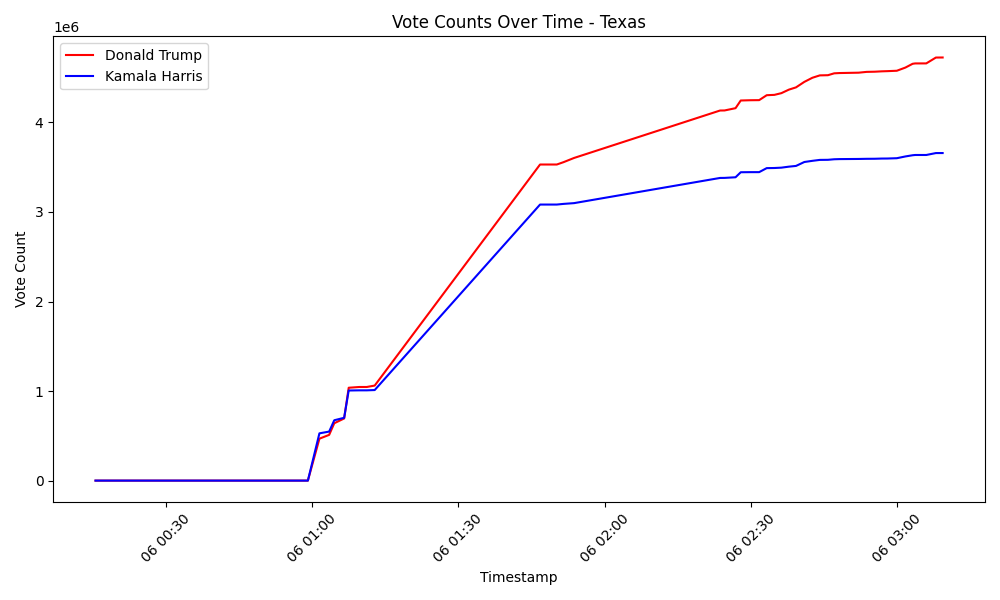 Vote Counts Over Time - Texas
1e6
Donald Trump
Kamala Harris
Vote Count
4
3
2
1
0
06 00:30
06 01:00
06 01:30
06 02:00
06 02:30
06 03:00
Timestamp